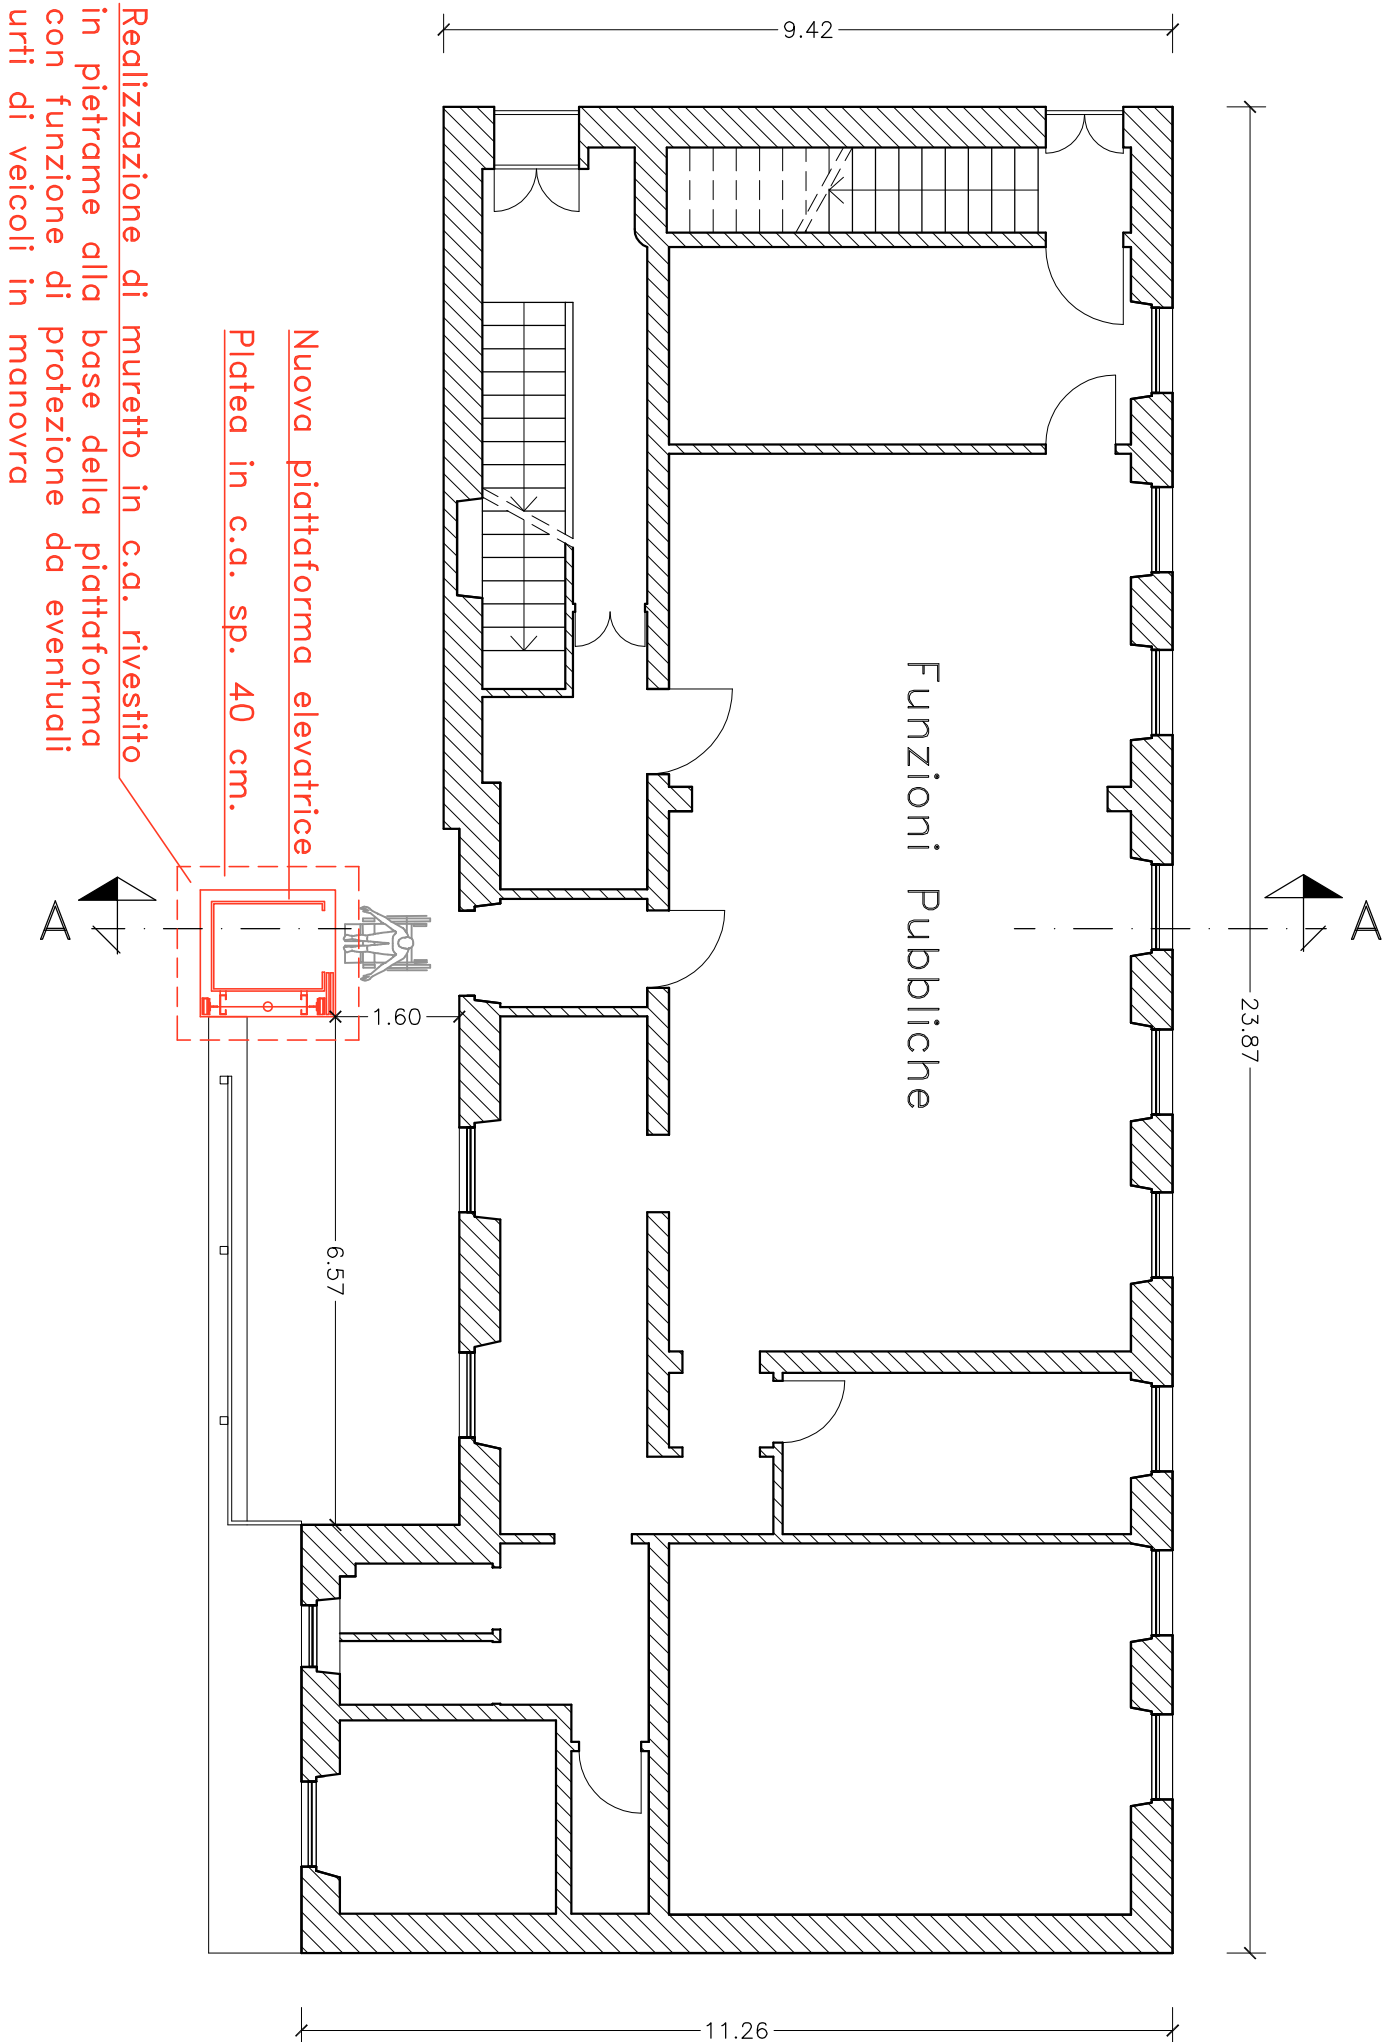 9.42
Realizzazione di muretto in c.a. rivestito
in pietrame alla base della piattaforma
con funzione di protezione da eventuali
urti di veicoli in manovra
Nuova piattaforma elevatrice
Platea in c.a. sp. 40 cm.
Funzioni Pubbliche
A
A
1.60
23.87
6.57
11.26